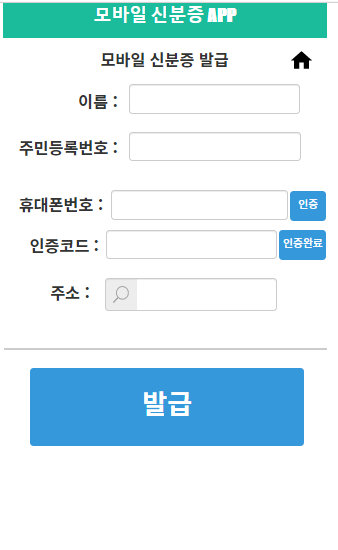 모바일 신분증 APP
모바일 신분증 발급
이름 :
주민등록번호 :
휴대폰번호 : 인증
인증코드 : 인증완료
주소 :
발급